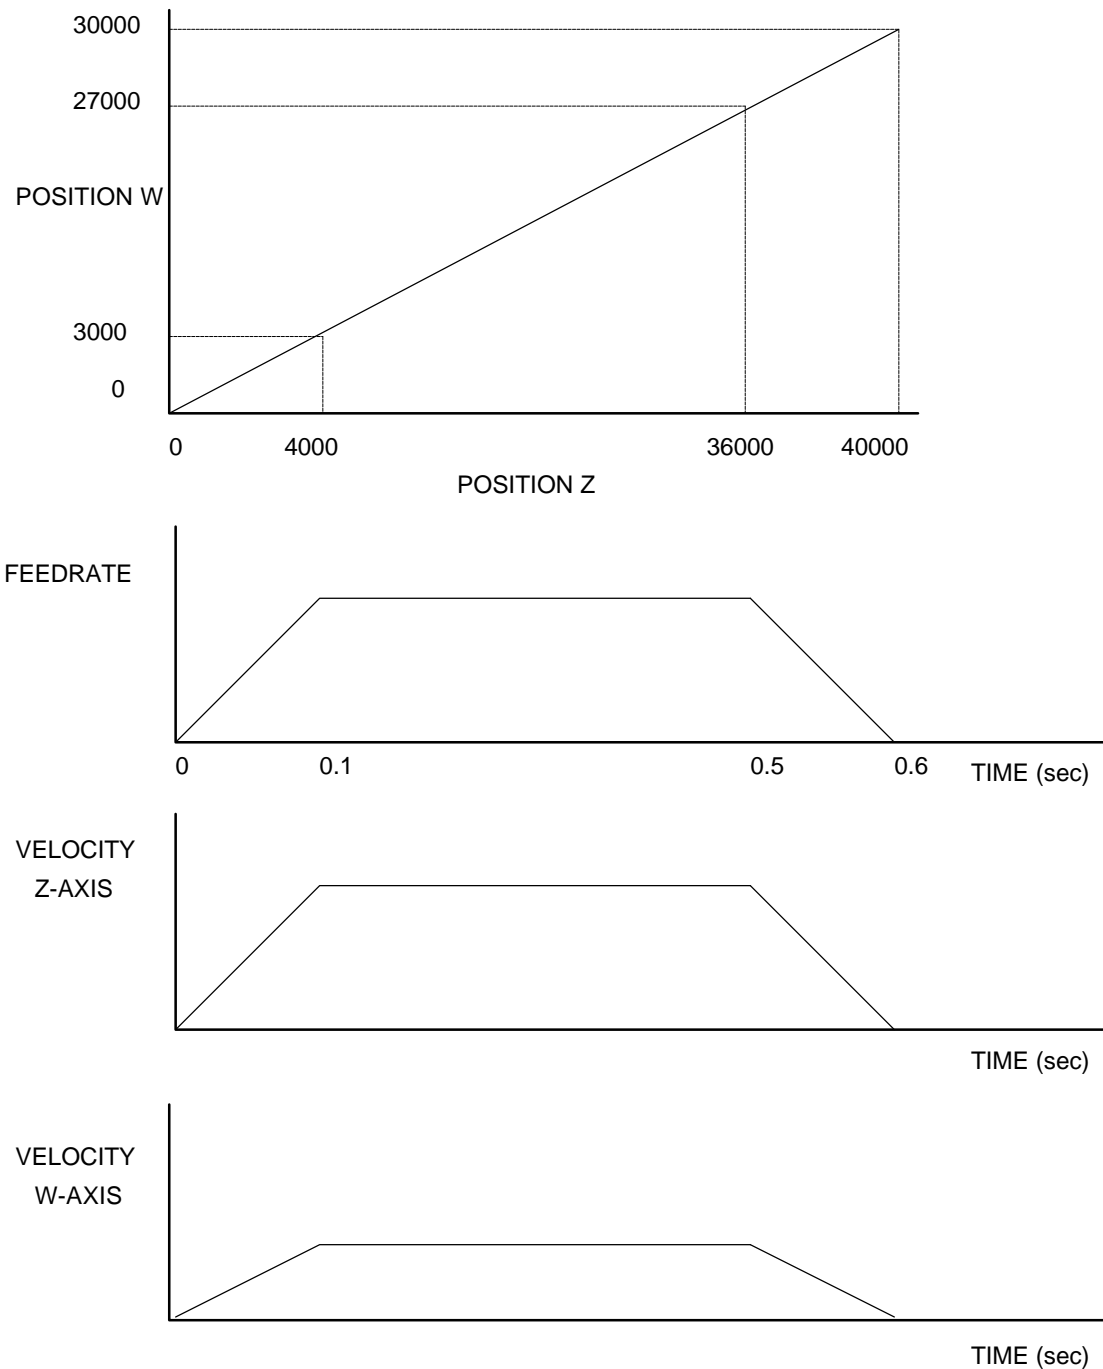 30000
27000
POSITION W
3000
0
0 4000 36000 40000
POSITION Z
FEEDRATE
0 0.1 0.5 0.6 TIME (sec)
VELOCITY
Z-AXIS
TIME (sec)
VELOCITY
W-AXIS
TIME (sec)